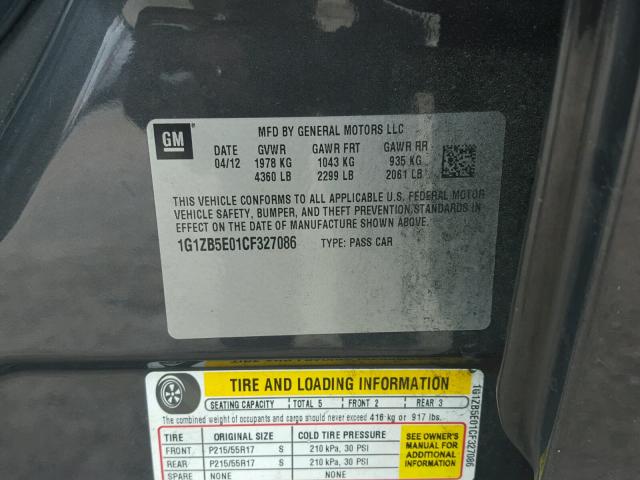 GM
MFD BY GENERAL MOTORS LLC
DATE GVWR GAWR FRT GAWR RR
04/12 1978 KG 1043 KG 935 KG
4360 LB 2299 LB 2061 LB
THIS VEHICLE CONFORMS TO ALL APPLICABLE U.S. FEDERAL MOTOR
VEHICLE SAFETY, BUMPER, AND THEFT PREVENTION STANDARDS IN
EFFECT ON THE DATE OF MANUFACTURE SHOWN ABOVE.
1G1ZB5E01CF327086 TYPE: PASS CAR
TIRE AND LOADING INFORMATION
SEATING CAPACITY TOTAL 5 FRONT 2 REAR 3
The combined weight of occupants and cargo should never exceed 416 kg or 917 lbs.
TIRE ORIGINAL SIZE COLD TIRE PRESSURE
FRONT P215/55R17 S 210 kPa, 30 PSI
REAR P215/55R17 S 210 kPa, 30 PSI
SPARE NONE NONE
SEE OWNER'S
MANUAL FOR
ADDITIONAL
INFORMATION
1G1ZB5E01CF327086